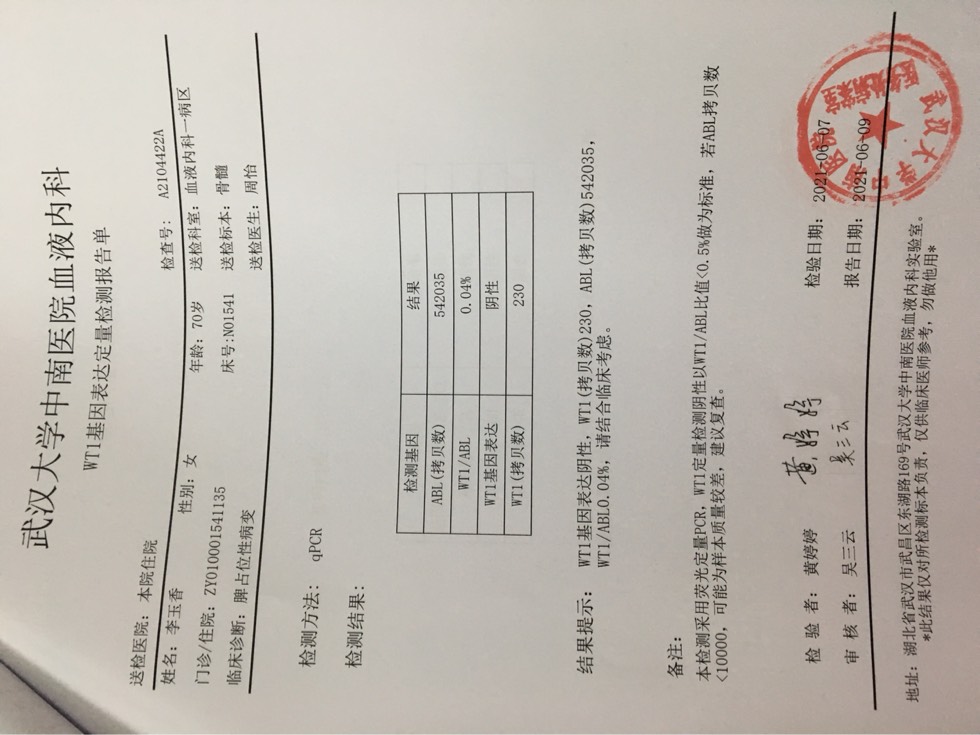 武汉大学中南医院血液内科
WT1基因表达定量检测报告单
送检医院：本院住院 检查号： A2104422A
姓名：李玉香 性别：女 年龄：70岁 送检科室：血液内科一病区
门诊/住院：ZY010001541135 床号:N01541 送检标本：骨髓
临床诊断：脾占位性病变 送检医生：周怡
检测方法： qPCR
检测结果：
检测基因 结果
ABL(拷贝数) 542035
WT1/ABL 0.04%
WT1基因表达 阴性
WT1(拷贝数) 230
结果提示： WT1基因表达阴性，WT1(拷贝数)230，ABL(拷贝数)542035，
WT1/ABL0.04%，请结合临床考虑。
备注：
本检测采用荧光定量PCR，WT1定量检测阴性以WT1/ABL比值<0.5%做为标准，若ABL拷贝数
<10000，可能为样本质量较差，建议复查。
检 验 者：黄婷婷 黄婷婷 检验日期：2021-06-07
审 核 者：吴三云 吴三云 报告日期：2021-06-09
地址：湖北省武汉市武昌区东湖路169号武汉大学中南医院血液内科实验室。
*此结果仅对所检测标本负责，仅供临床医师参考，勿做他用*
武汉大学中南医院